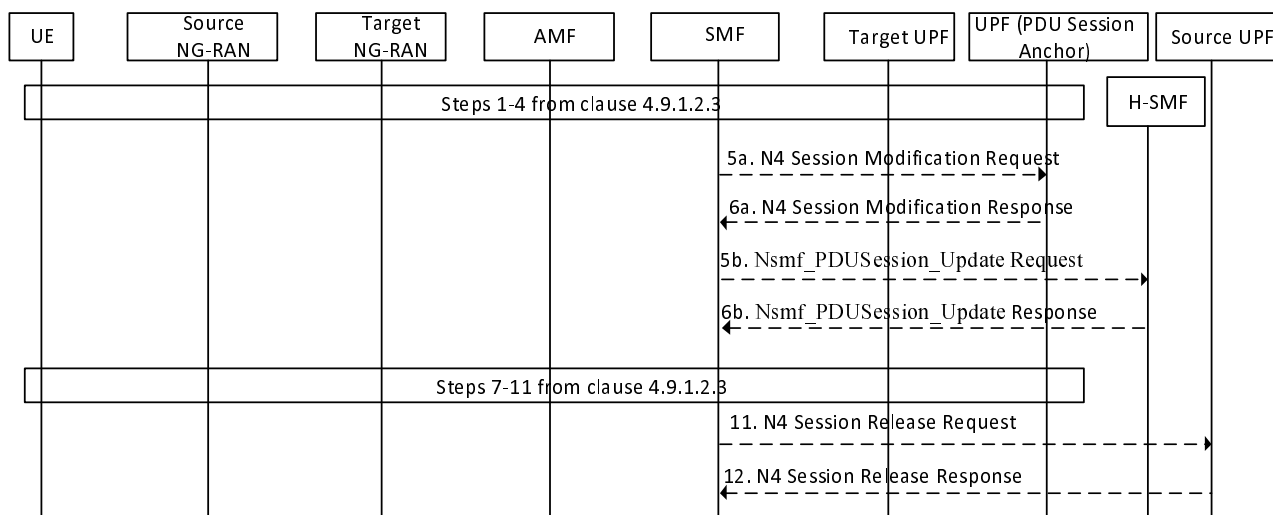 UE
Source
NG-RAN
Target
NG-RAN
AMF
SMF
Target UPF
UPF (PDU Session
Anchor)
Source UPF
Steps 1-4 from clause 4.9.1.2.3
H-SMF
5a. N4 Session Modification Request
6a. N4 Session Modification Response
5b. Nsmf_PDUSession_Update Request
6b. Nsmf_PDUSession_Update Response
Steps 7-11 from clause 4.9.1.2.3
11. N4 Session Release Request
12. N4 Session Release Response